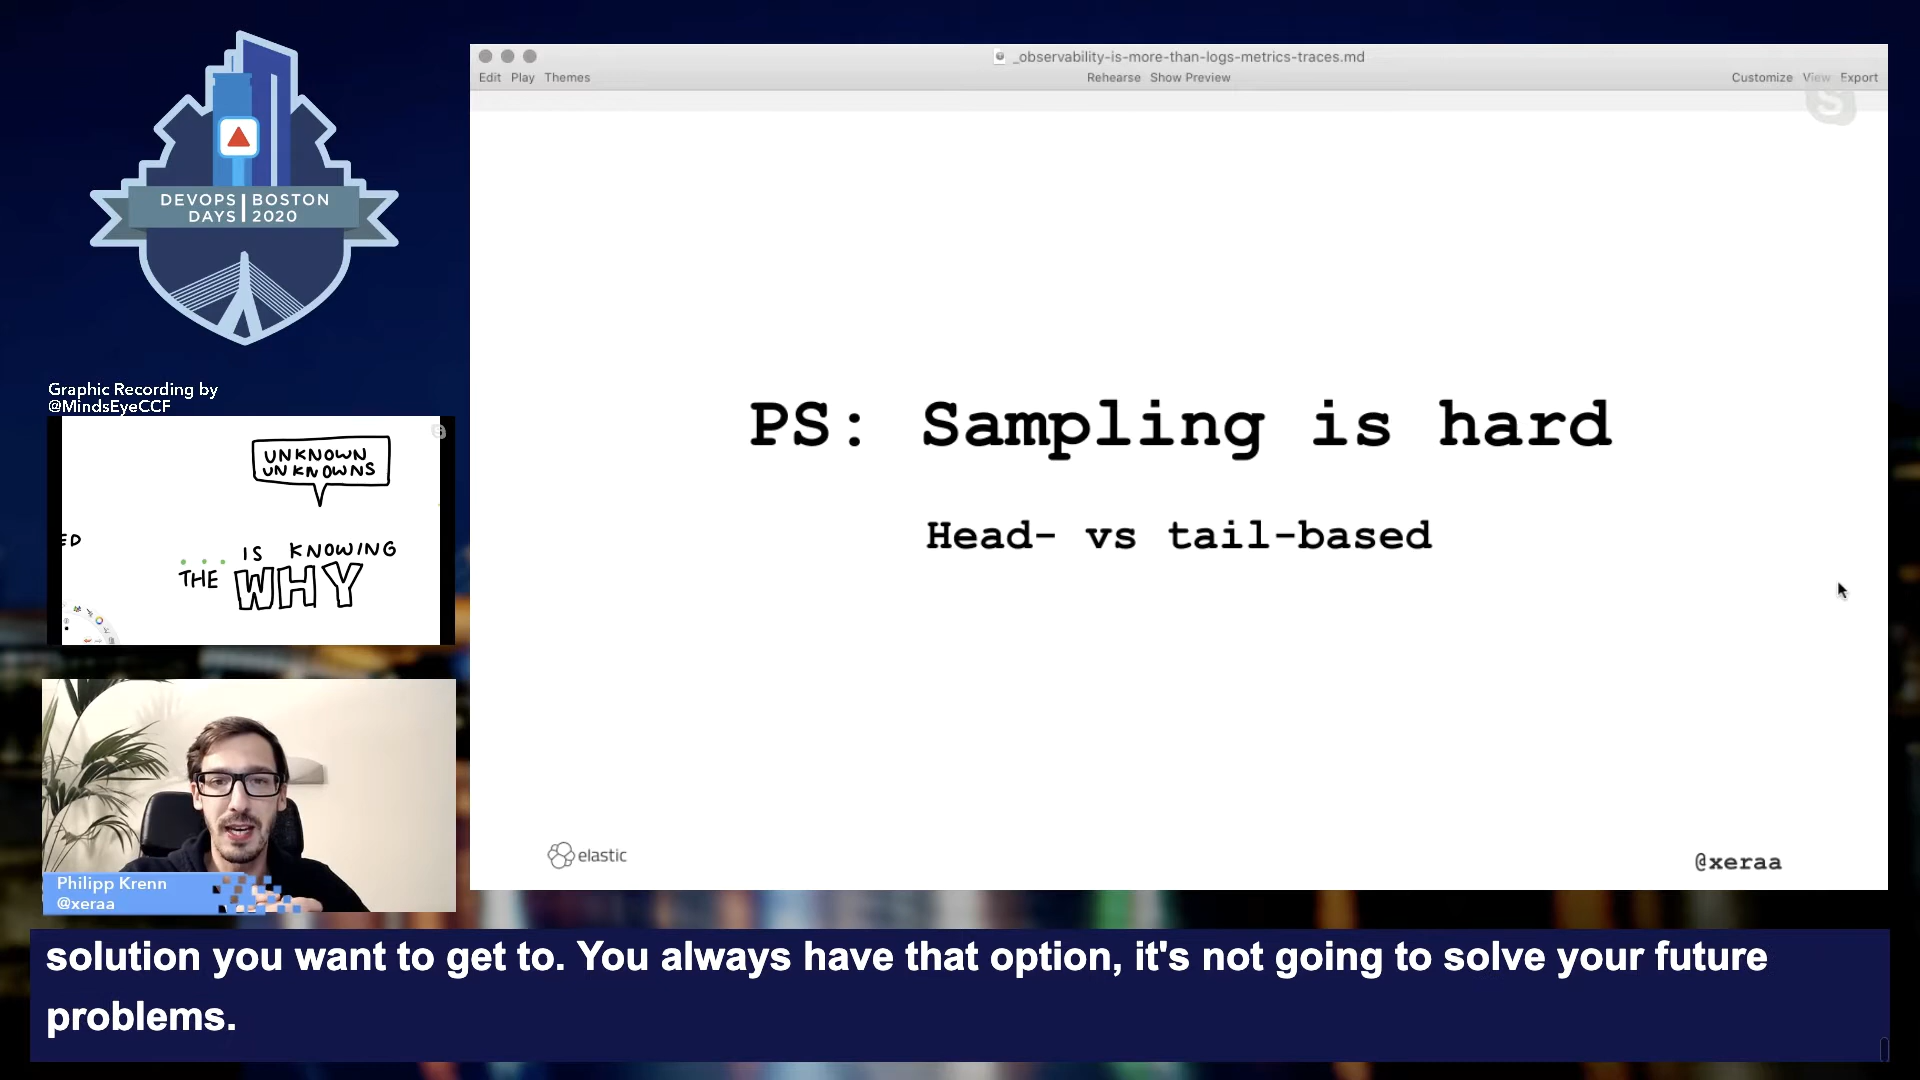 DEVOPS BOSTON
DAYS 2020
Graphic Recording by
@MindsEyeCCF
UNKNOWN
UNKNOWNS
ED
IS KNOWING
THE WHY
Philipp Krenn
@xeraa
_observability-is-more-than-logs-metrics-traces.md
Edit Play Themes
Rehearse Show Preview
Customize View Export
PS: Sampling is hard
Head- vs tail-based
elastic
@xeraa
solution you want to get to. You always have that option, it's not going to solve your future
problems.